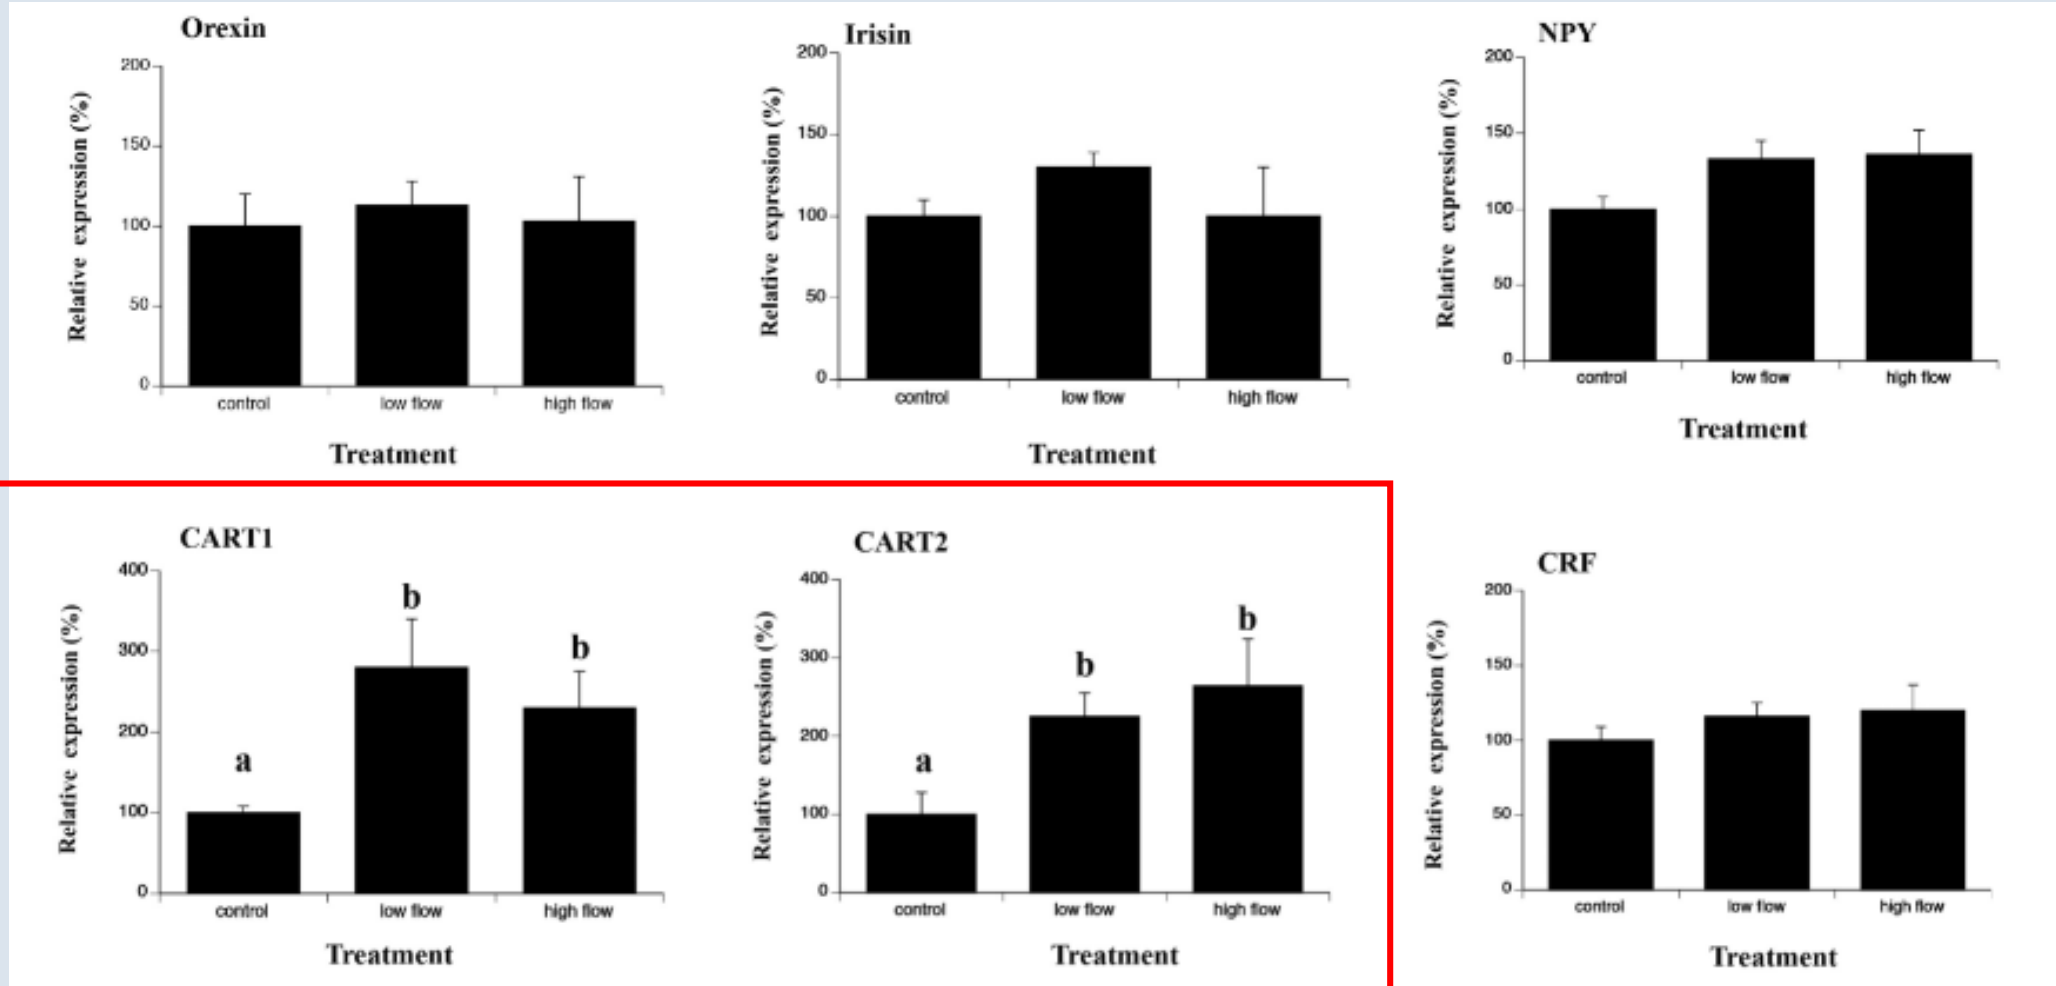 Orexin
Relative expression (%)
200
150
100
50
0
control low flow high flow
Treatment
Irisin
Relative expression (%)
200
150
100
50
0
control low flow high flow
Treatment
NPY
Relative expression (%)
200
150
100
50
0
control low flow high flow
Treatment
CART1
Relative expression (%)
400
300
200
100
0
a
b
b
control low flow high flow
Treatment
CART2
Relative expression (%)
400
300
200
100
0
a
b
b
control low flow high flow
Treatment
CRF
Relative expression (%)
200
150
100
50
0
control low flow high flow
Treatment